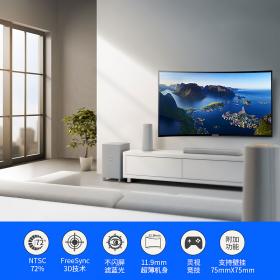 72
NTSC
72%
FreeSync
3D技术
不闪屏
滤蓝光
11.9mm
超薄机身
灵视
竞技
附加
功能
支持壁挂
75mmX75mm